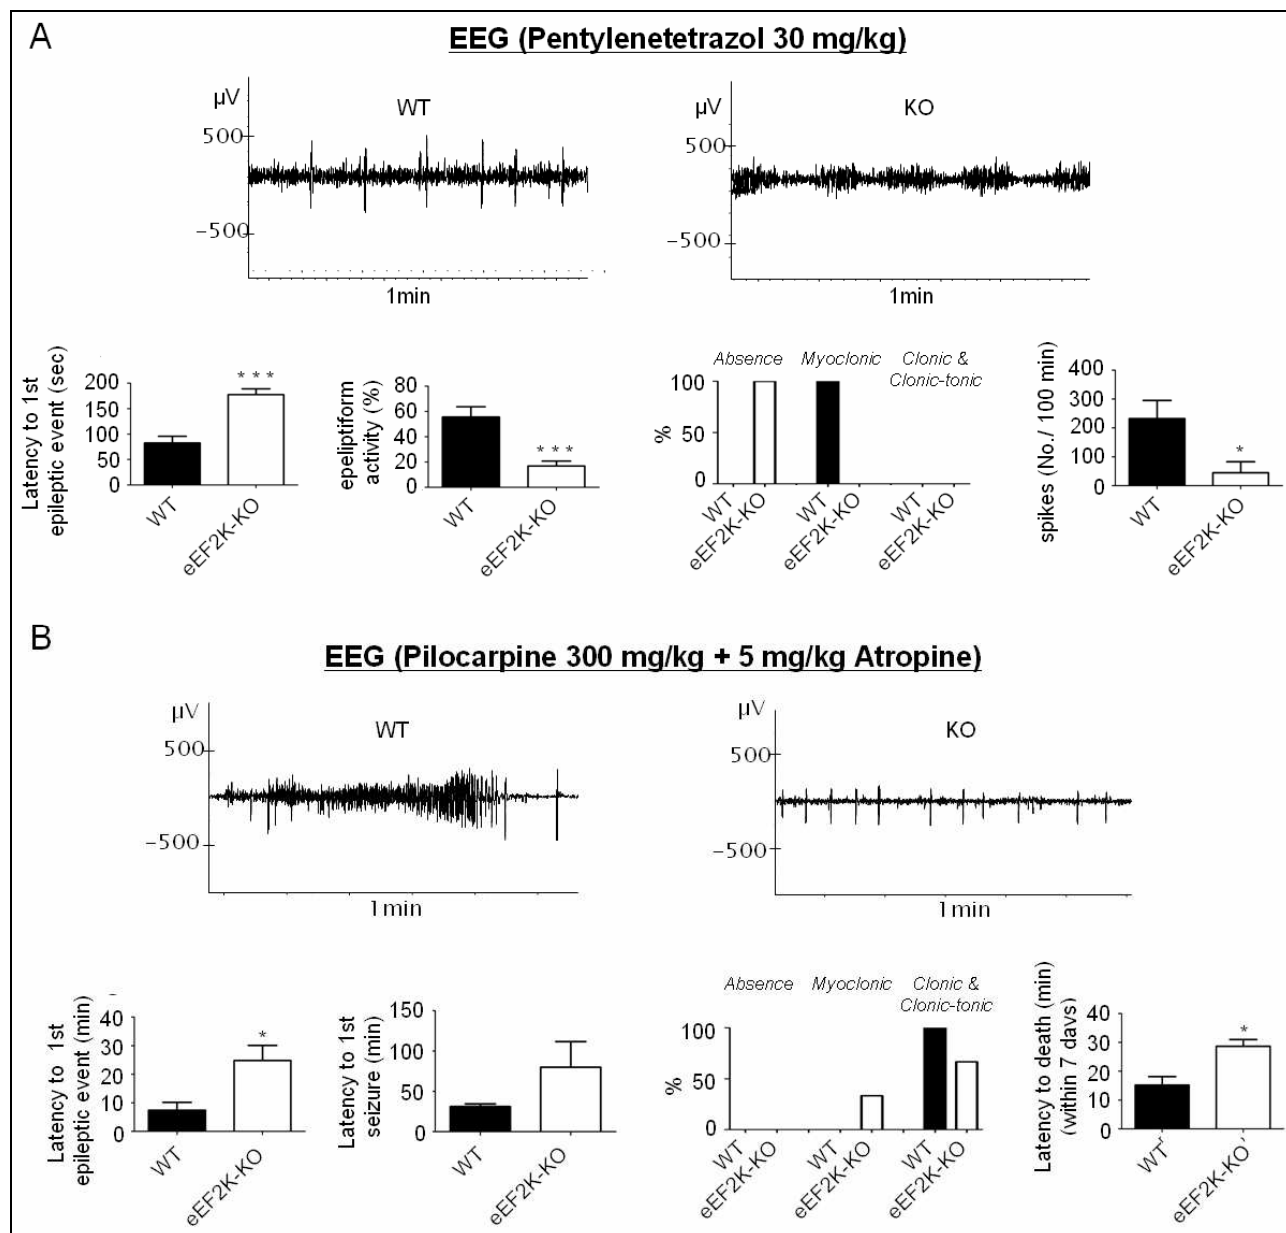 A
EEG (Pentylenetetrazol 30 mg/kg)
µV
WT
500
−500
1min
µV
KO
500
−500
1min
Latency to 1st
epileptic event (sec)
200
150
100
50
0
* * *
WT
eEF2K-KO
epeliptiform
activity (%)
80
60
40
20
0
* * *
WT
eEF2K-KO
Absence
Myoclonic
Clonic &
Clonic-tonic
%
100
50
0
WT
eEF2K-KO
WT
eEF2K-KO
WT
eEF2K-KO
spikes (No./ 100 min)
400
300
200
100
0
*
WT
eEF2K-KO
B
EEG (Pilocarpine 300 mg/kg + 5 mg/kg Atropine)
µV
WT
500
−500
1min
µV
KO
500
−500
1min
Latency to 1st
epileptic event (min)
40
30
20
10
0
*
WT
eEF2K-KO
Latency to 1st
seizure (min)
150
100
50
0
WT
eEF2K-KO
Absence
Myoclonic
Clonic &
Clonic-tonic
%
100
50
0
WT
eEF2K-KO
WT
eEF2K-KO
WT
eEF2K-KO
Latency to death (min)
(within 7 days)
40
30
20
10
0
*
WT
eEF2K-KO